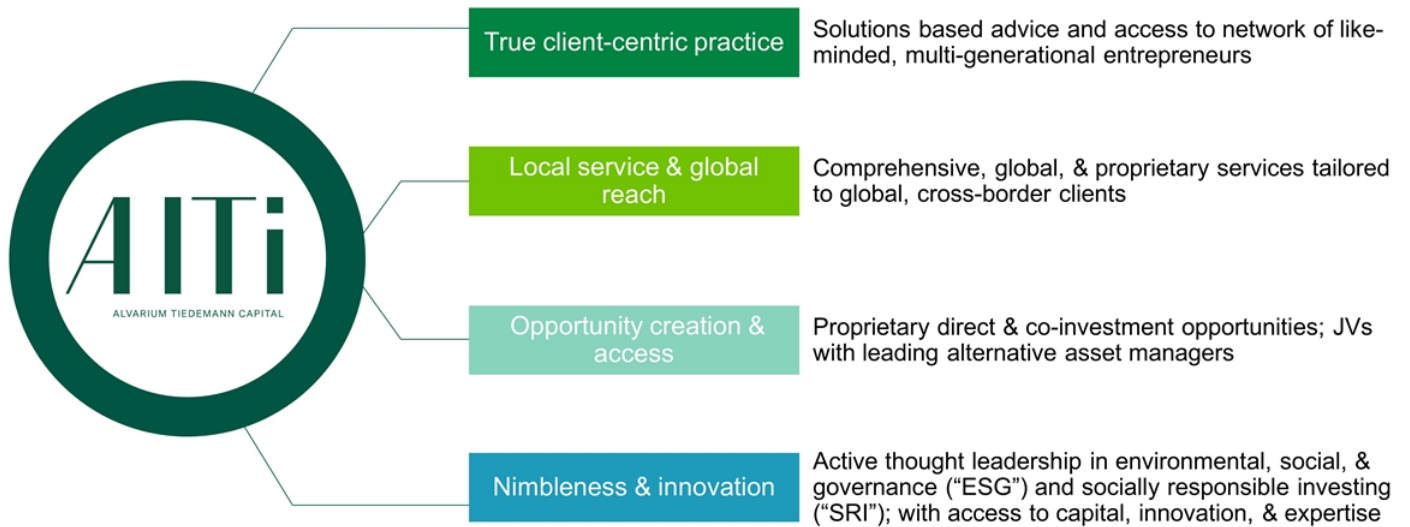 True client-centric practice
Solutions based advice and access to network of like-
minded, multi-generational entrepreneurs
Local service & global
reach
Comprehensive, global, & proprietary services tailored
to global, cross-border clients
AlTi
ALVARIUM TIEDEMANN CAPITAL
Opportunity creation &
access
Proprietary direct & co-investment opportunities; JVs
with leading alternative asset managers
Nimbleness & innovation
Active thought leadership in environmental, social, &
governance (“ESG”) and socially responsible investing
(“SRI”); with access to capital, innovation, & expertise